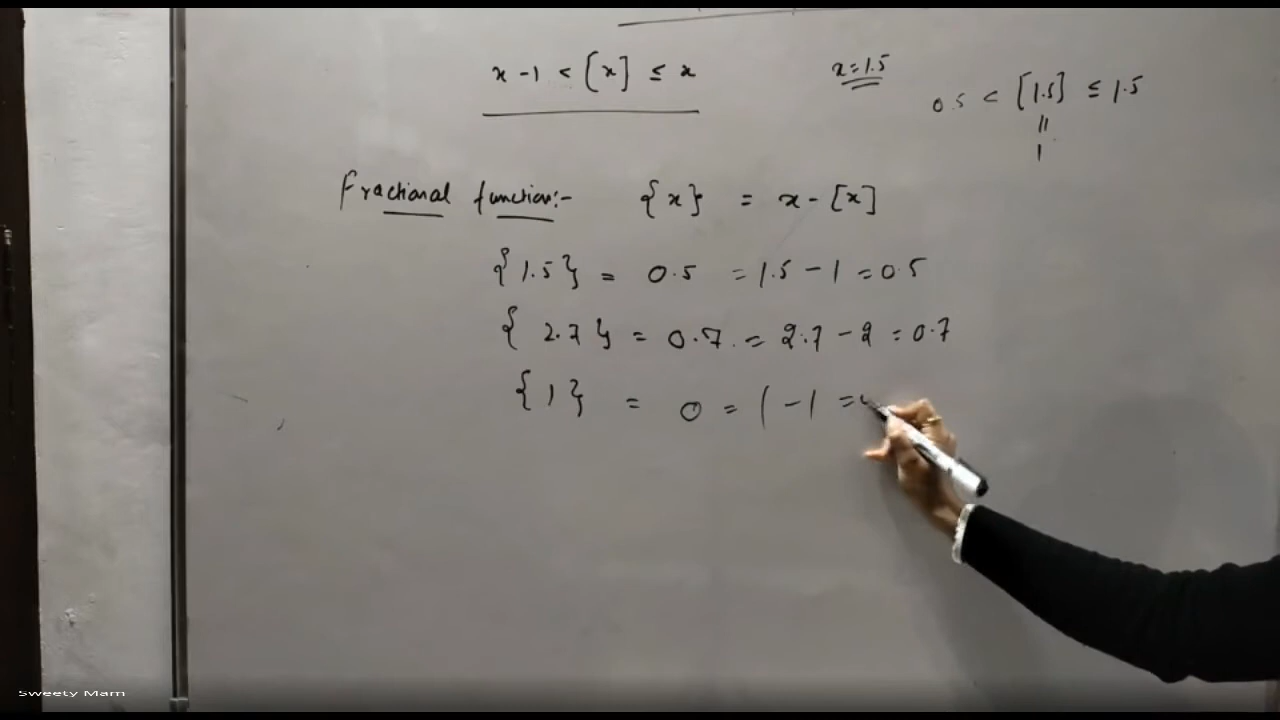 x - 1 < [x] ≤ x
x = 1.5
0.5 < [1.5] ≤ 1.5
||
1
Fractional function:- {x} = x - [x]
{1.5} = 0.5 = 1.5 - 1 = 0.5
{2.7} = 0.7 = 2.7 - 2 = 0.7
{1} = 0 = 1 - 1 =
Sweety Mam